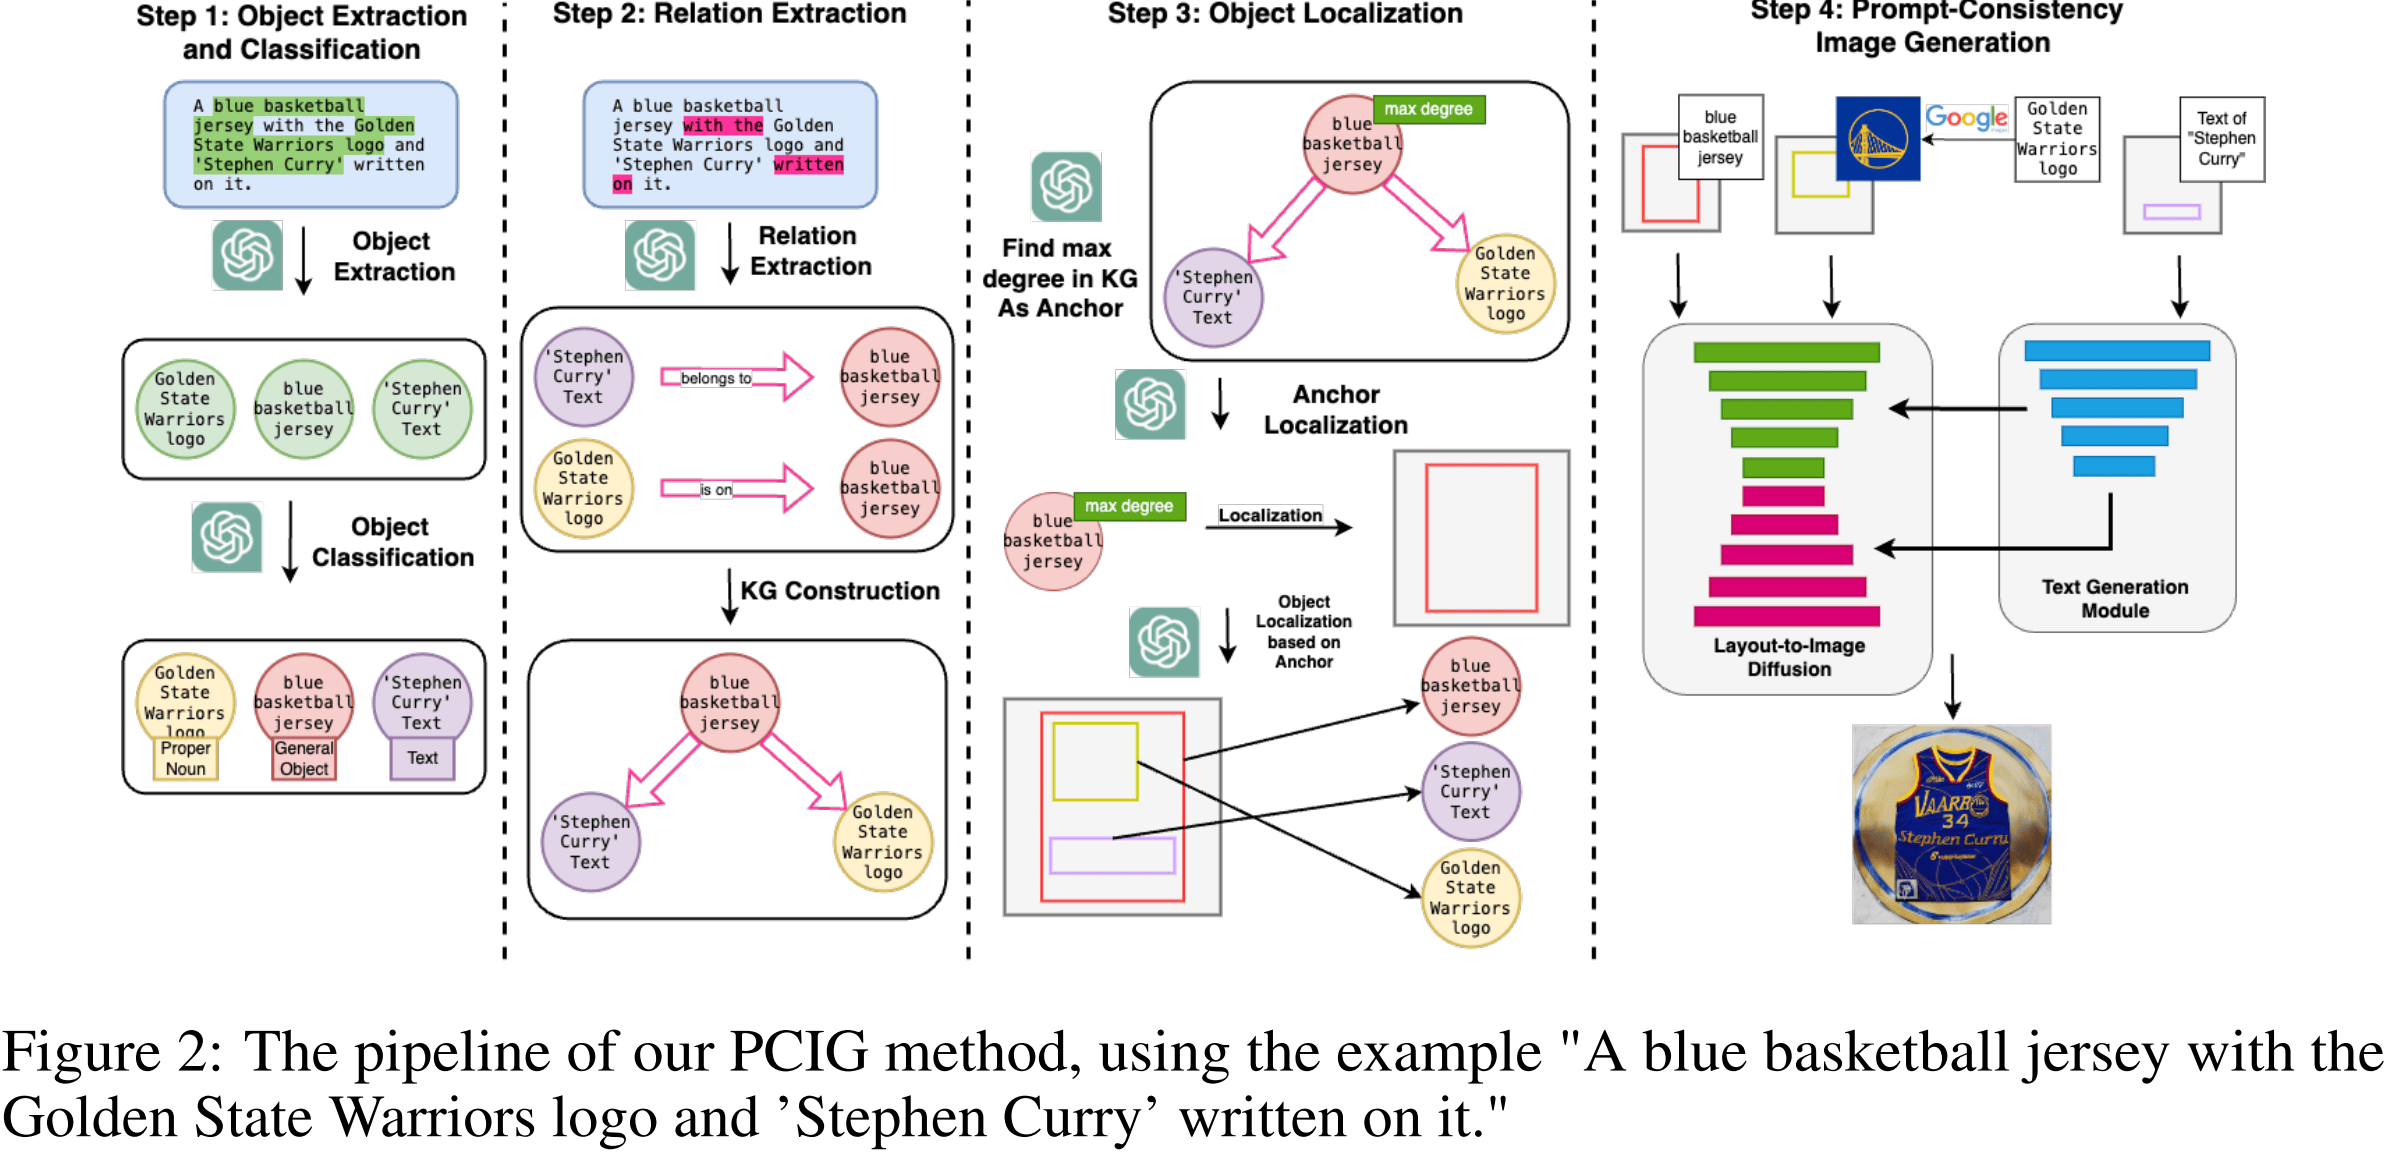 Step 1: Object Extraction
and Classification
A blue basketball
jersey with the Golden
State Warriors logo and
'Stephen Curry' written
on it.
Object
Extraction
Golden
State
Warriors
logo
blue
basketball
jersey
'Stephen
Curry'
Text
Object
Classification
Golden
State
Warriors
logo
Proper
Noun
blue
basketball
jersey
General
Object
'Stephen
Curry'
Text
Text
Step 2: Relation Extraction
A blue basketball
jersey with the Golden
State Warriors logo and
'Stephen Curry' written
on it.
Relation
Extraction
'Stephen
Curry'
Text
belongs to
blue
basketball
jersey
Golden
State
Warriors
logo
is on
blue
basketball
jersey
KG Construction
blue
basketball
jersey
'Stephen
Curry'
Text
Golden
State
Warriors
logo
Step 3: Object Localization
Find max
degree in KG
As Anchor
max degree
blue
basketball
jersey
'Stephen
Curry'
Text
Golden
State
Warriors
logo
Anchor
Localization
max degree
blue
basketball
jersey
Localization
Object
Localization
based on
Anchor
blue
basketball
jersey
'Stephen
Curry'
Text
Golden
State
Warriors
logo
Step 4: Prompt-Consistency
Image Generation
blue
basketball
jersey
Google
Golden
State
Warriors
logo
Text of
"Stephen
Curry"
Layout-to-Image
Diffusion
Text Generation
Module
34
Figure 2: The pipeline of our PCIG method, using the example "A blue basketball jersey with the
Golden State Warriors logo and ’Stephen Curry’ written on it."